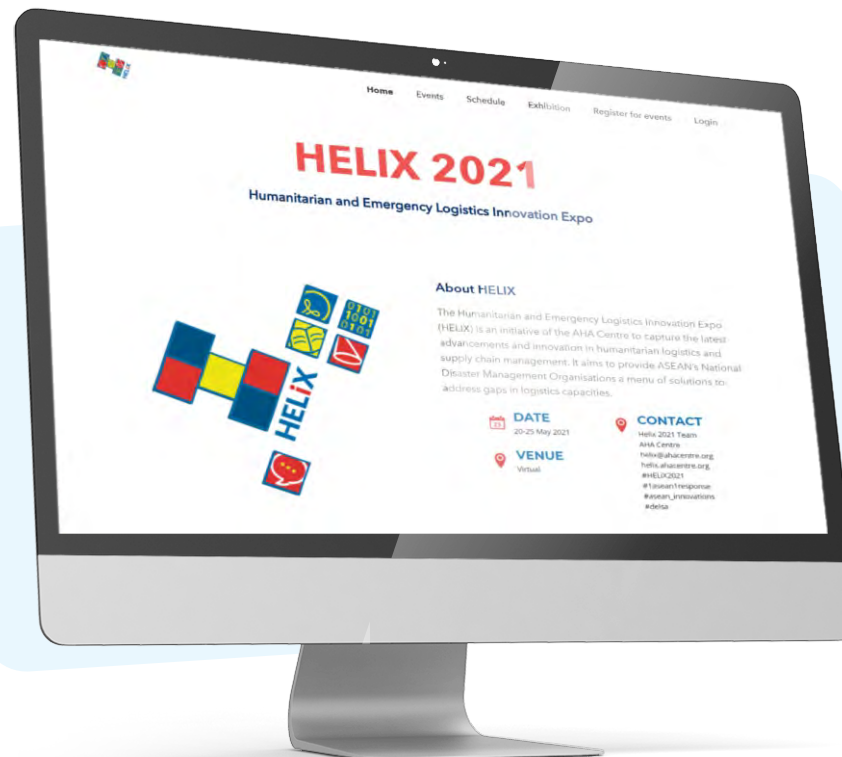 HELiX
Home Events Schedule Exhibition Register for events Login
HELIX 2021
Humanitarian and Emergency Logistics Innovation Expo
0101
1001
0101
HELiX
About HELIX
The Humanitarian and Emergency Logistics Innovation Expo
(HELIX) is an initiative of the AHA Centre to capture the latest
advancements and innovation in humanitarian logistics and
supply chain management. It aims to provide ASEAN's National
Disaster Management Organisations a menu of solutions to
address gaps in logistics capacities.
DATE
20-25 May 2021
VENUE
Virtual
CONTACT
Helix 2021 Team
AHA Centre
helix@ahacentre.org
helix.ahacentre.org
#HELIX2021
#1asean1response
#asean_innovations
#delsa